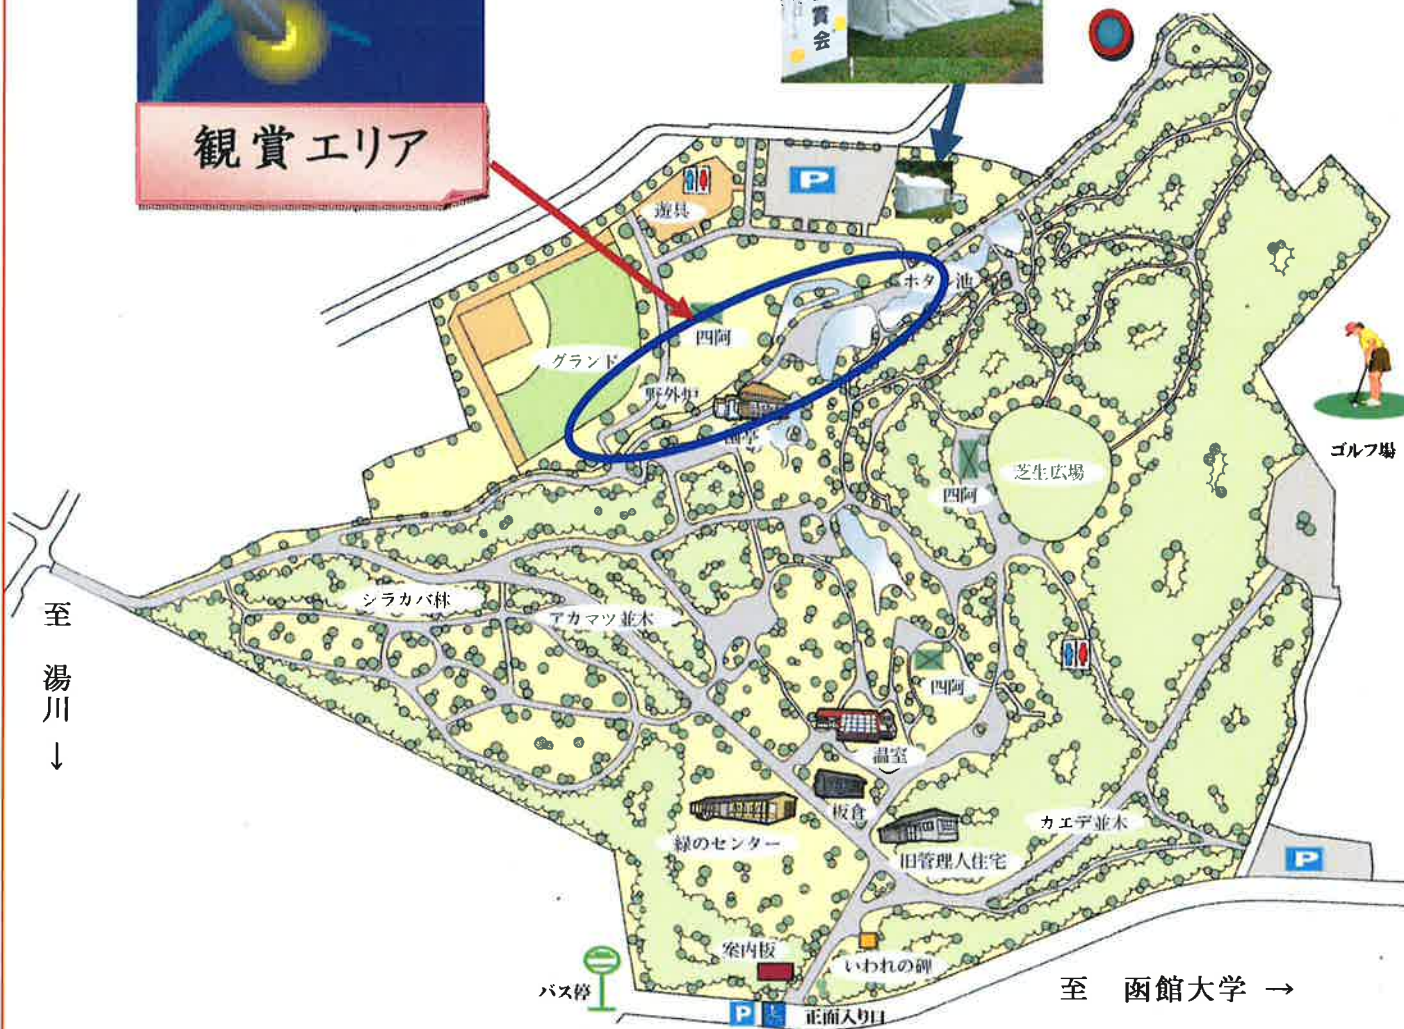 賞会
観賞エリア
P
遊具
ホタ
池
四阿
グランド
野外炉
芝生広場
四阿
ゴルフ場
シラカバ林
アカマツ並木
至 湯川 ↓
四阿
温室
板倉
カエデ並木
緑のセンター
旧管理人住宅
P
案内板
いわれの碑
バス停
至 函館大学 →
P
正面入り口